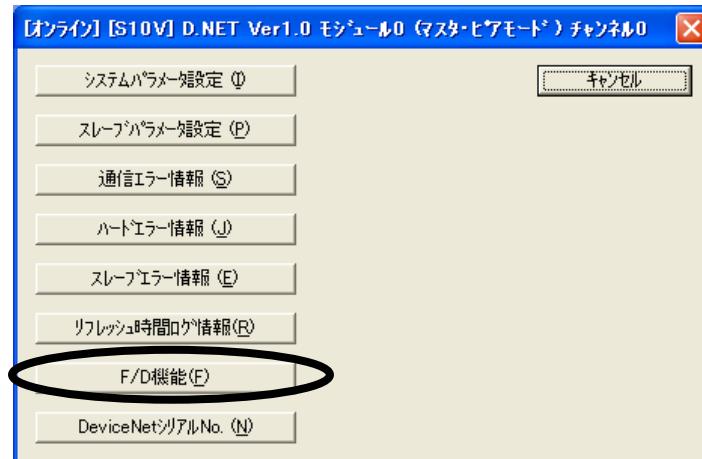 [オンライン] [S10V] D.NET Ver1.0 ﾓｼﾞｭｰﾙ0 (ﾏｽﾀ･ﾋﾟｱﾓｰﾄﾞ) ﾁｬﾝﾈﾙ0
ｼｽﾃﾑﾊﾟﾗﾒｰﾀ設定 (I)
ｷｬﾝｾﾙ
ｽﾚｰﾌﾞﾊﾟﾗﾒｰﾀ設定 (P)
通信ｴﾗｰ情報 (S)
ﾊｰﾄﾞｴﾗｰ情報 (J)
ｽﾚｰﾌﾞｴﾗｰ情報 (E)
ﾘﾌﾚｯｼｭ時間ﾛｸﾞ情報(R)
F/D機能(F)
DeviceNetｼﾘｱﾙNo. (N)